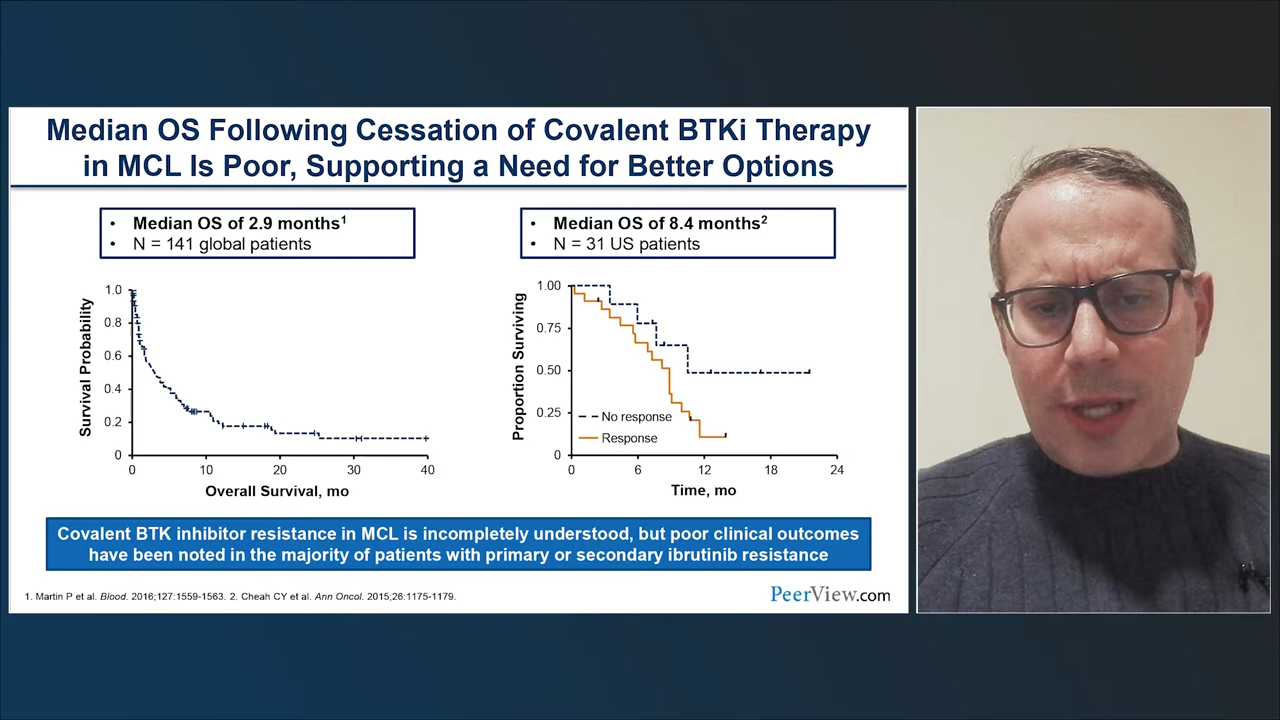 Median OS Following Cessation of Covalent BTKi Therapy
in MCL Is Poor, Supporting a Need for Better Options
• Median OS of 2.9 months1
• N = 141 global patients
Survival Probability
1.0
0.8
0.6
0.4
0.2
0
0 10 20 30 40
Overall Survival, mo
• Median OS of 8.4 months2
• N = 31 US patients
Proportion Surviving
1.00
0.75
0.50
0.25
0
No response
Response
0 6 12 18 24
Time, mo
Covalent BTK inhibitor resistance in MCL is incompletely understood, but poor clinical outcomes
have been noted in the majority of patients with primary or secondary ibrutinib resistance
1. Martin P et al. Blood. 2016;127:1559-1563. 2. Cheah CY et al. Ann Oncol. 2015;26:1175-1179.
PeerView.com